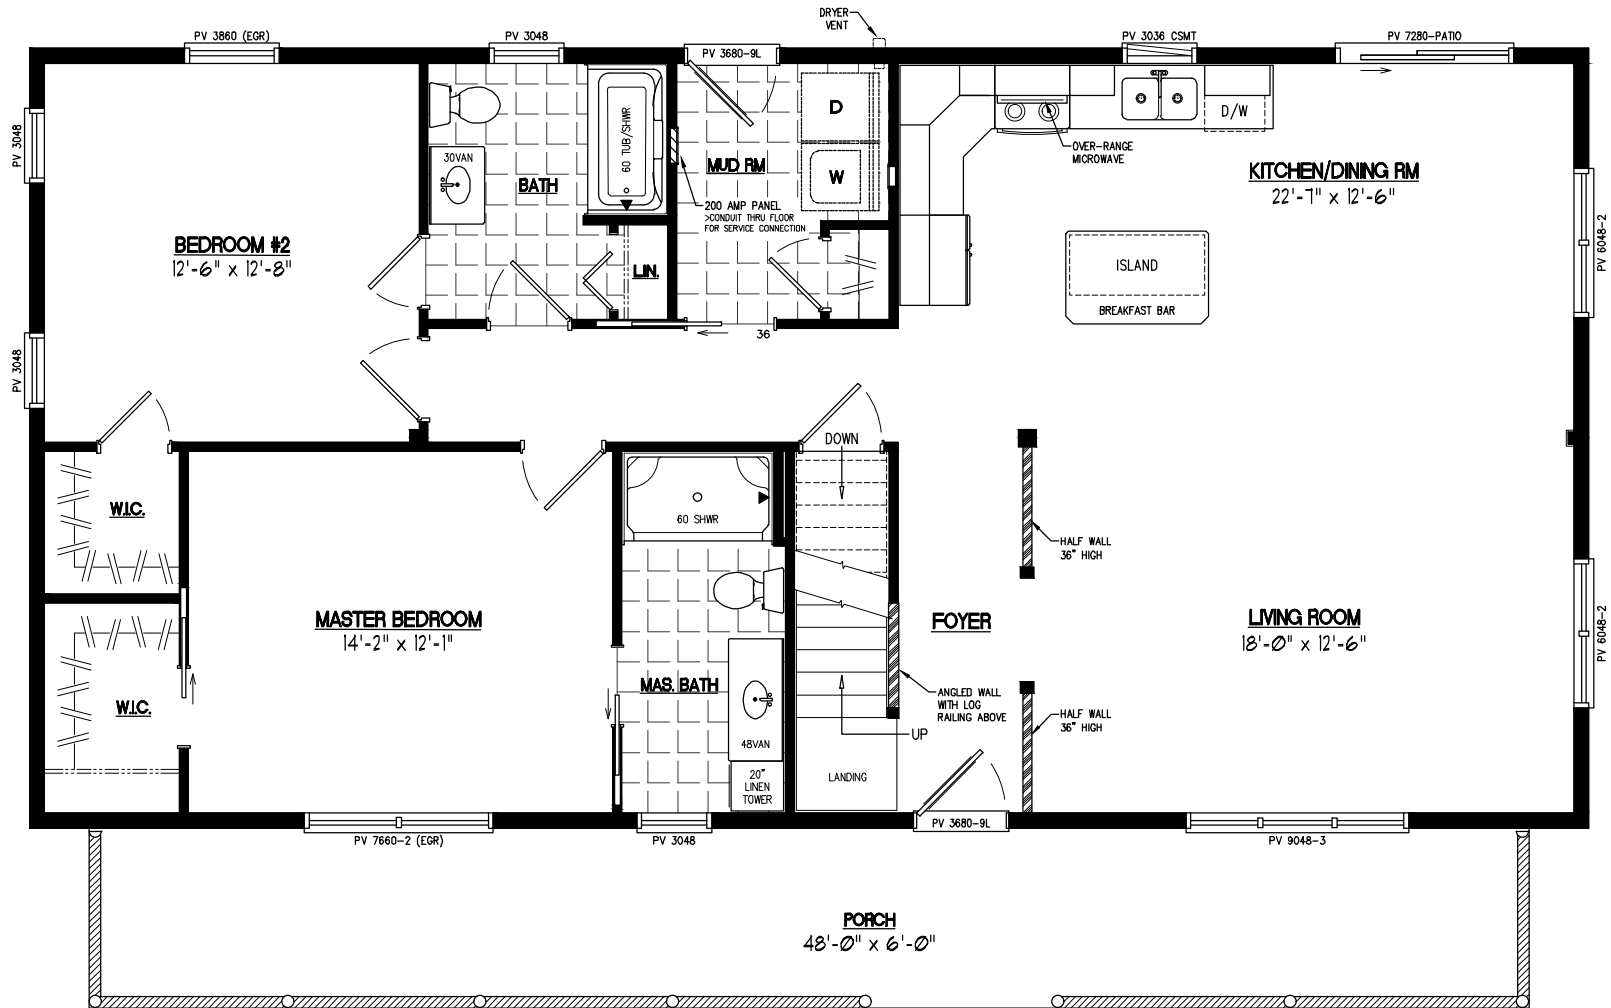 DRYER
VENT
PV 3860 (EGR)
PV 3048
PV 3680-9L
PV 3036 CSMT
PV 7280-PATIO
PV 3048
30VAN
BATH
60 TUB/SHWR
D
W
MUD RM
200 AMP PANEL
>CONDUIT THRU FLOOR
FOR SERVICE CONNECTION
D/W
OVER-RANGE
MICROWAVE
KITCHEN/DINING RM
22'-7" x 12'-6"
PV 6048-2
BEDROOM #2
12'-6" x 12'-8"
LIN.
ISLAND
BREAKFAST BAR
36
PV 3048
DOWN
W.I.C.
60 SHWR
HALF WALL
36" HIGH
MASTER BEDROOM
14'-2" x 12'-1"
FOYER
LIVING ROOM
18'-0" x 12'-6"
PV 6048-2
W.I.C.
MAS. BATH
48VAN
20"
LINEN
TOWER
ANGLED WALL
WITH LOG
RAILING ABOVE
UP
HALF WALL
36" HIGH
LANDING
PV 7660-2 (EGR)
PV 3048
PV 3680-9L
PV 9048-3
PORCH
48'-0" x 6'-0"